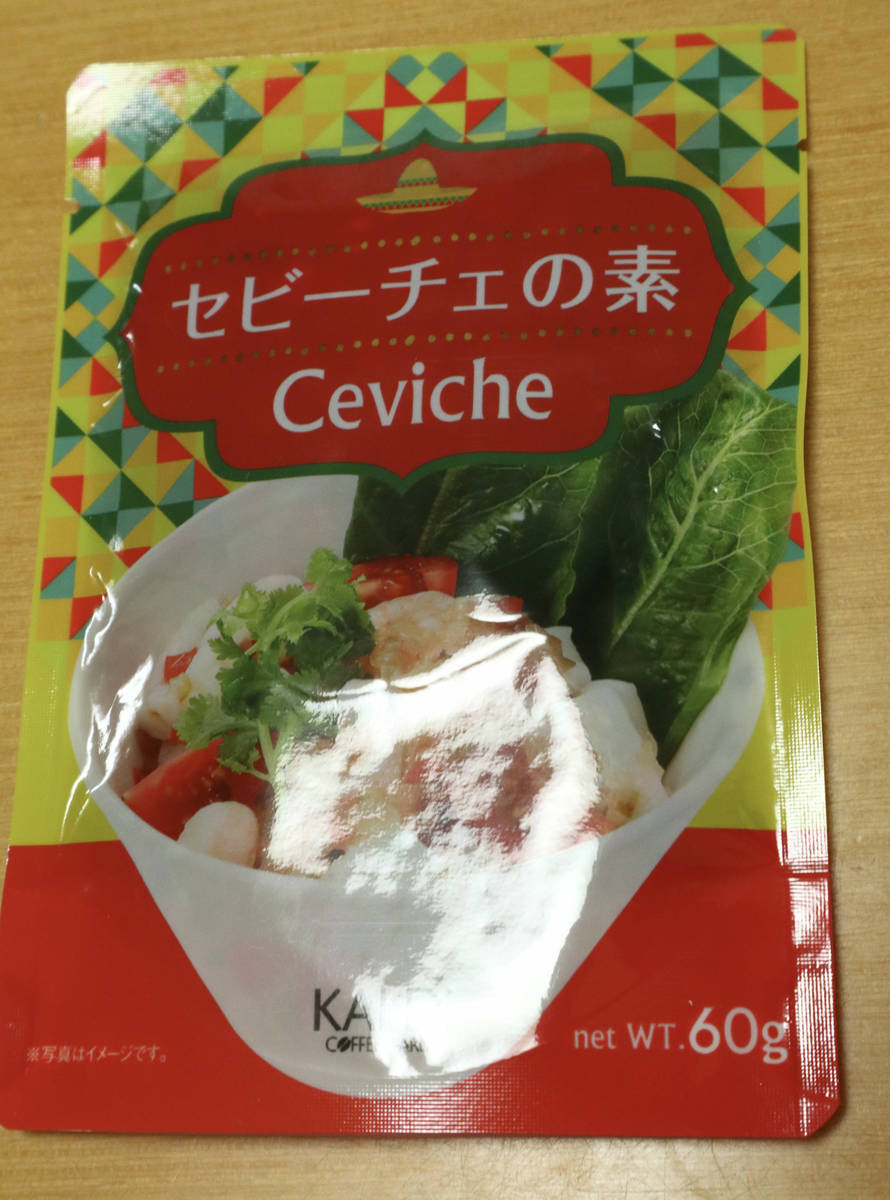 セビーチェの素
Ceviche
net WT.60g
※写真はイメージです。